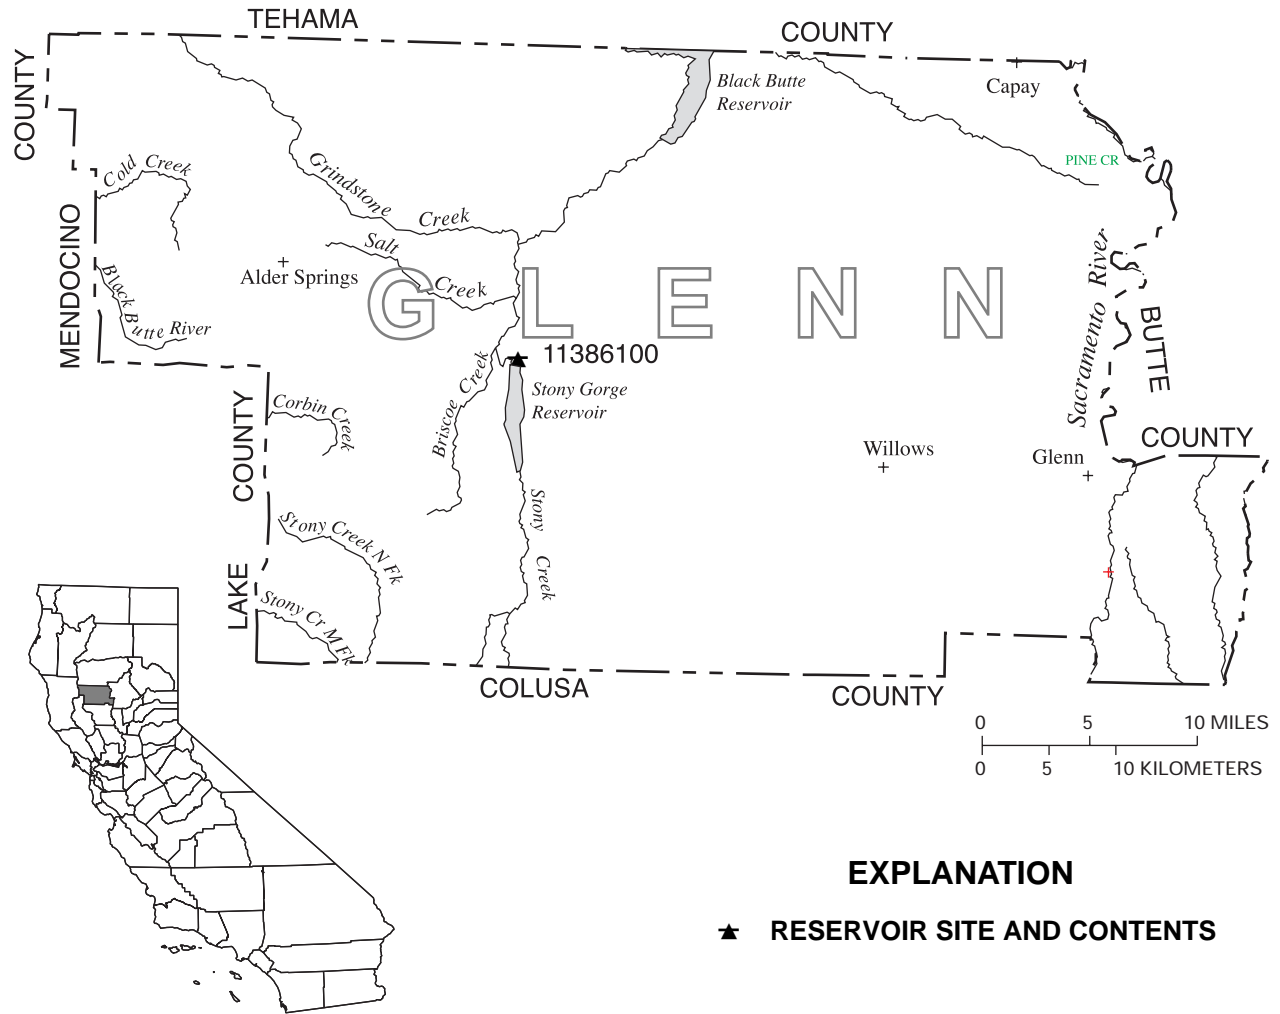 TEHAMA COUNTY
COUNTY
Black Butte
Reservoir
Capay
PINE CR
Cold Creek
Grindstone Creek
Salt Creek
MENDOCINO
Alder Springs
Black Butte River
GLENN
Sacramento River
BUTTE
11386100
Stony Gorge
Reservoir
Briscoe Creek
Corbin Creek
COUNTY
Willows
Glenn
COUNTY
Stony Creek
Stony Creek N Fk
LAKE
Stony Cr M Fk
COLUSA COUNTY
0 5 10 MILES
0 5 10 KILOMETERS
EXPLANATION
RESERVOIR SITE AND CONTENTS